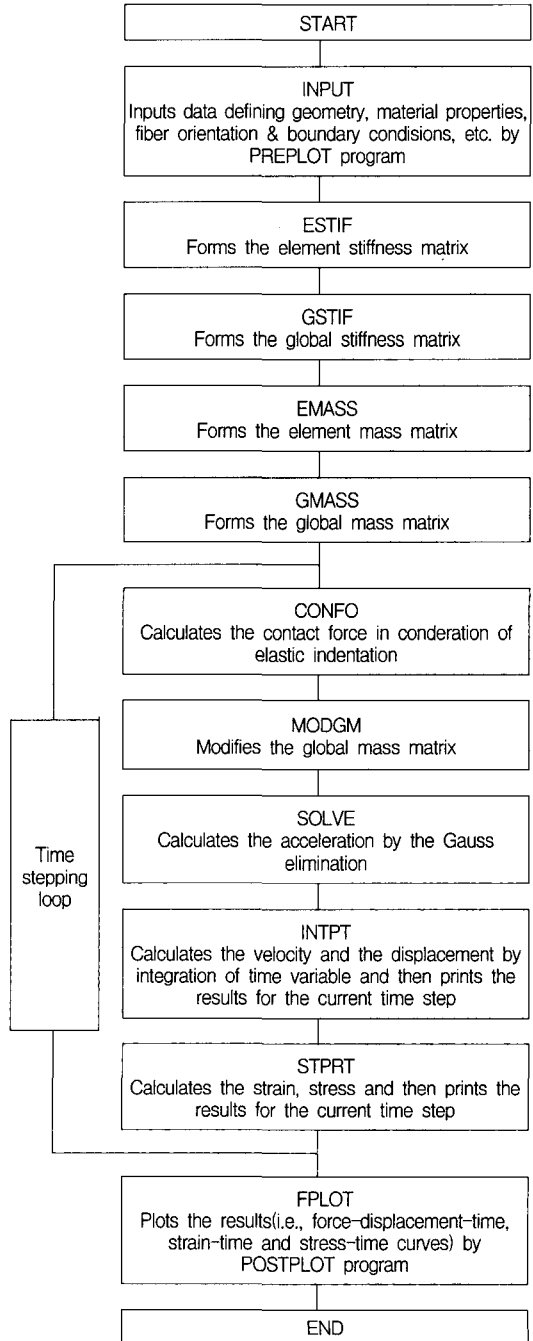 START
INPUT
Inputs data defining geometry, material properties,
fiber orientation & boundary condisions, etc. by
PREPLOT program
ESTIF
Forms the element stiffness matrix
GSTIF
Forms the global stiffness matrix
EMASS
Forms the element mass matrix
GMASS
Forms the global mass matrix
CONFO
Calculates the contact force in conderation of
elastic indentation
MODGM
Modifies the global mass matrix
SOLVE
Calculates the acceleration by the Gauss
elimination
Time
stepping
loop
INTPT
Calculates the velocity and the displacement by
integration of time variable and then prints the
results for the current time step
STPRT
Calculates the strain, stress and then prints the
results for the current time step
FPLOT
Plots the results(i.e., force-displacement-time,
strain-time and stress-time curves) by
POSTPLOT program
END